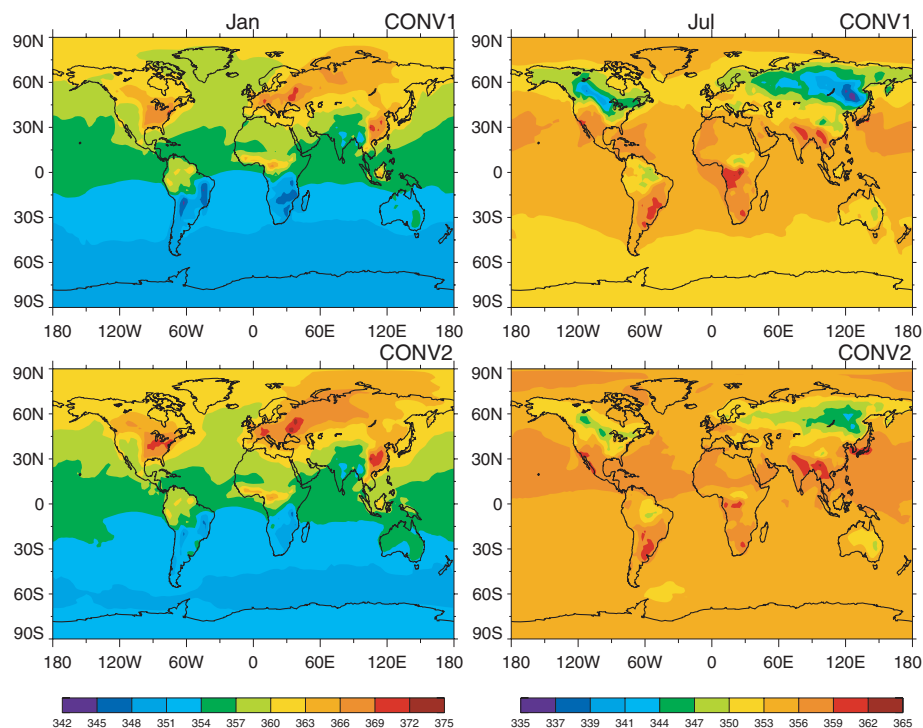 Jan CONV1 Jul CONV1
90N 90N
60N 60N
30N 30N
0 0
30S 30S
60S 60S
90S 90S
180 120W 60W 0 60E 120E 180 180 120W 60W 0 60E 120E 180
CONV2 CONV2
90N 90N
60N 60N
30N 30N
0 0
30S 30S
60S 60S
90S 90S
180 120W 60W 0 60E 120E 180 180 120W 60W 0 60E 120E 180
342 345 348 351 354 357 360 363 366 369 372 375 335 337 339 341 344 347 350 353 356 359 362 365